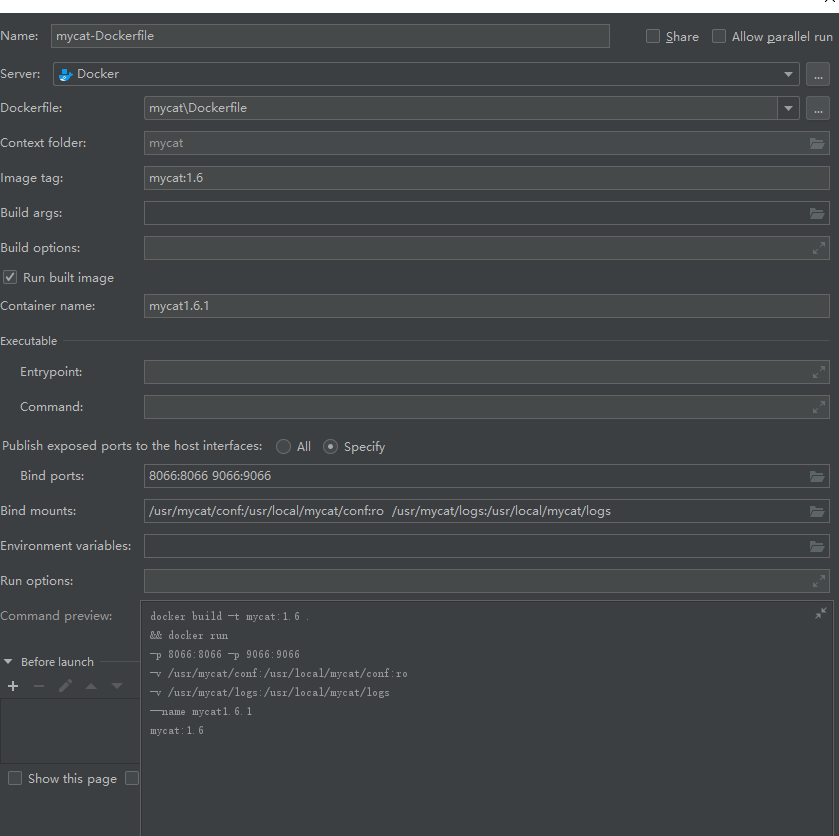 Name: mycat-Dockerfile Share Allow parallel run
Server: Docker ...
Dockerfile: mycat\Dockerfile ...
Context folder: mycat
Image tag: mycat:1.6
Build args:
Build options:
Run built image
Container name: mycat1.6.1
Executable
Entrypoint:
Command:
Publish exposed ports to the host interfaces: All Specify
Bind ports: 8066:8066 9066:9066
Bind mounts: /usr/mycat/conf:/usr/local/mycat/conf:ro /usr/mycat/logs:/usr/local/mycat/logs
Environment variables:
Run options:
Command preview: docker build -t mycat:1.6 .
&& docker run
-p 8066:8066 -p 9066:9066
-v /usr/mycat/conf:/usr/local/mycat/conf:ro
-v /usr/mycat/logs:/usr/local/mycat/logs
--name mycat1.6.1
mycat:1.6
Before launch
Show this page